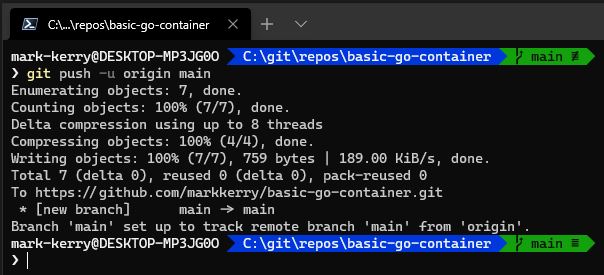 C:\...\repos\basic-go-container
mark-kerry@DESKTOP-MP3JG0O C:\git\repos\basic-go-container main ≢
❯ git push -u origin main
Enumerating objects: 7, done.
Counting objects: 100% (7/7), done.
Delta compression using up to 8 threads
Compressing objects: 100% (4/4), done.
Writing objects: 100% (7/7), 759 bytes | 189.00 KiB/s, done.
Total 7 (delta 0), reused 0 (delta 0), pack-reused 0
To https://github.com/markkerry/basic-go-container.git
 * [new branch]      main -> main
Branch 'main' set up to track remote branch 'main' from 'origin'.
mark-kerry@DESKTOP-MP3JG0O C:\git\repos\basic-go-container main ≡
❯